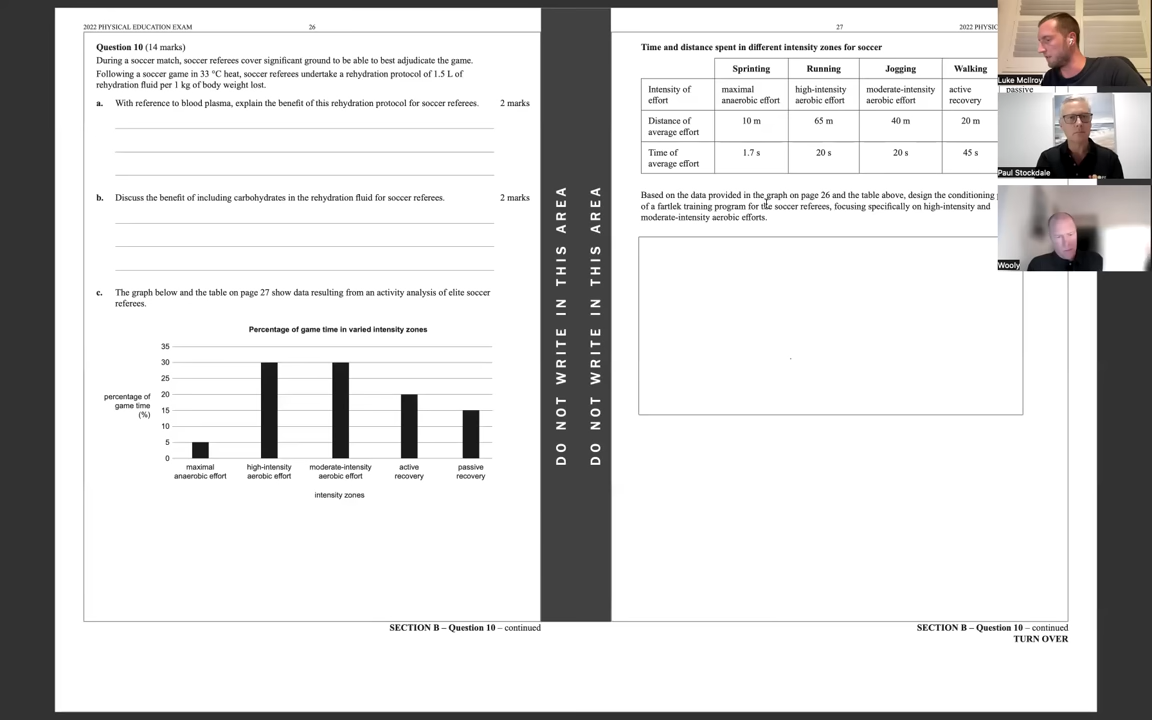 2022 PHYSICAL EDUCATION EXAM
26
Question 10 (14 marks)
During a soccer match, soccer referees cover significant ground to be able to best adjudicate the game.
Following a soccer game in 33 °C heat, soccer referees undertake a rehydration protocol of 1.5 L of
rehydration fluid per 1 kg of body weight lost.
a. With reference to blood plasma, explain the benefit of this rehydration protocol for soccer referees. 2 marks
b. Discuss the benefit of including carbohydrates in the rehydration fluid for soccer referees. 2 marks
c. The graph below and the table on page 27 show data resulting from an activity analysis of elite soccer
referees.
Percentage of game time in varied intensity zones
35
30
25
20
15
10
5
0
percentage of
game time
(%)
maximal
anaerobic effort
high-intensity
aerobic effort
moderate-intensity
aerobic effort
active
recovery
passive
recovery
intensity zones
SECTION B – Question 10 – continued
DO NOT WRITE IN THIS AREA
DO NOT WRITE IN THIS AREA
27
2022 PHYSIC
Time and distance spent in different intensity zones for soccer
Sprinting Running Jogging Walking
Intensity of
effort
maximal
anaerobic effort
high-intensity
aerobic effort
moderate-intensity
aerobic effort
active
recovery
passive
Distance of
average effort
10 m 65 m 40 m 20 m
Time of
average effort
1.7 s 20 s 20 s 45 s
Based on the data provided in the graph on page 26 and the table above, design the conditioning
of a fartlek training program for the soccer referees, focusing specifically on high-intensity and
moderate-intensity aerobic efforts.
SECTION B – Question 10 – continued
TURN OVER
Luke McIlroy
Paul Stockdale
Wooly